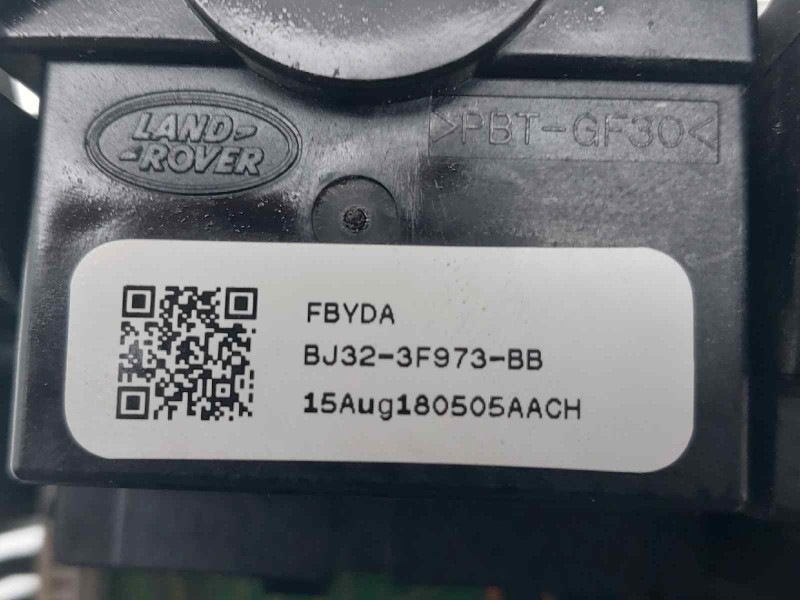 LAND-
-ROVER
>PBT-GF30<
FBYDA
BJ32-3F973-BB
15Aug180505AACH